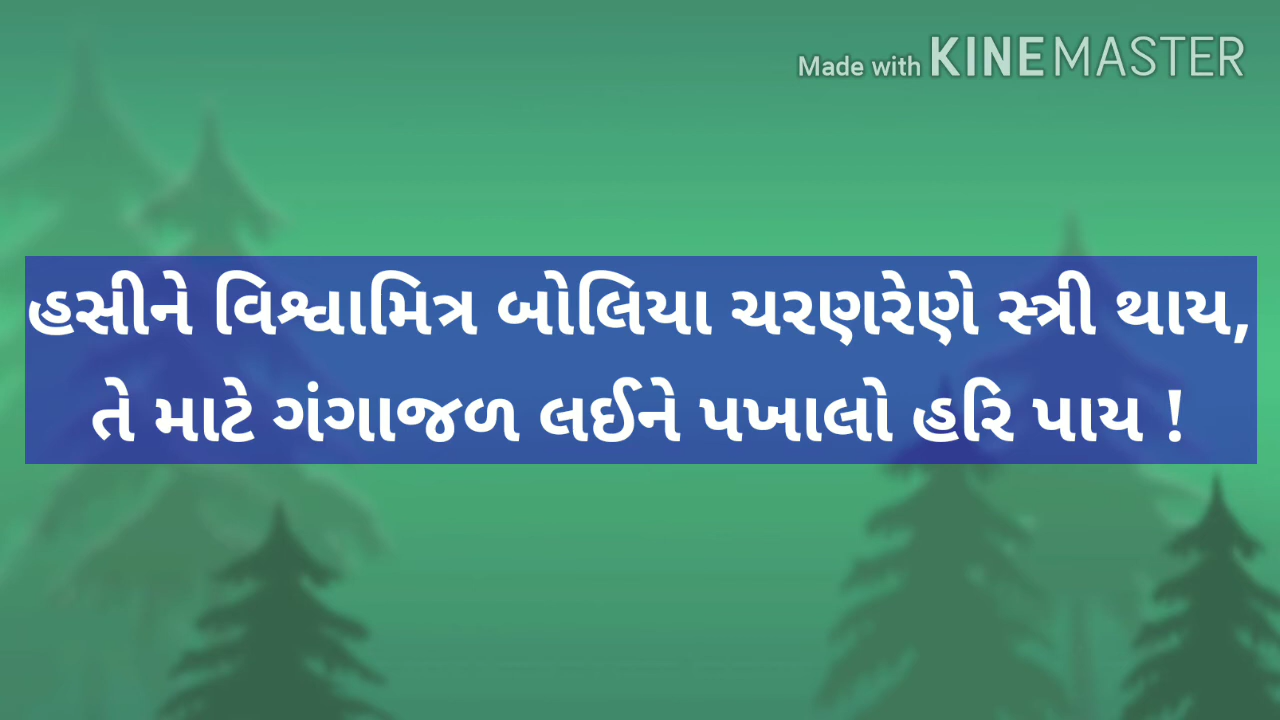 Made with KINEMASTER
હસીને વિશ્વામિત્ર બોલિયા ચરણરેણે સ્ત્રી થાય,
તે માટે ગંગાજળ લઈને પખાલો હરિ પાય !